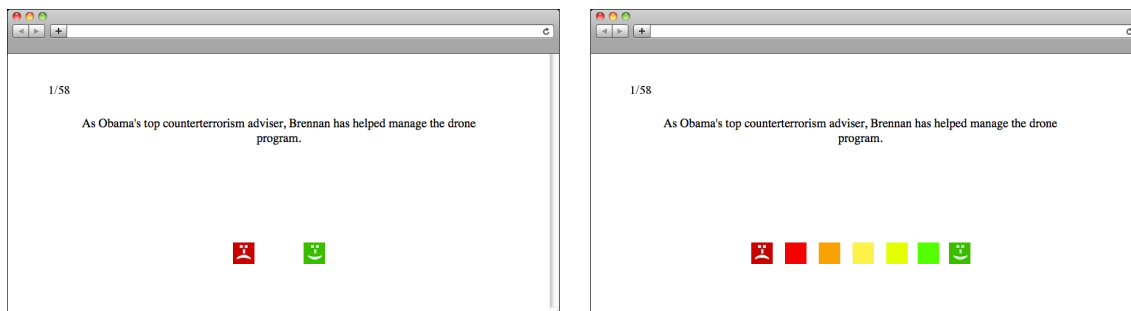 1/58
As Obama's top counterterrorism adviser, Brennan has helped manage the drone
program.
1/58
As Obama's top counterterrorism adviser, Brennan has helped manage the drone
program.